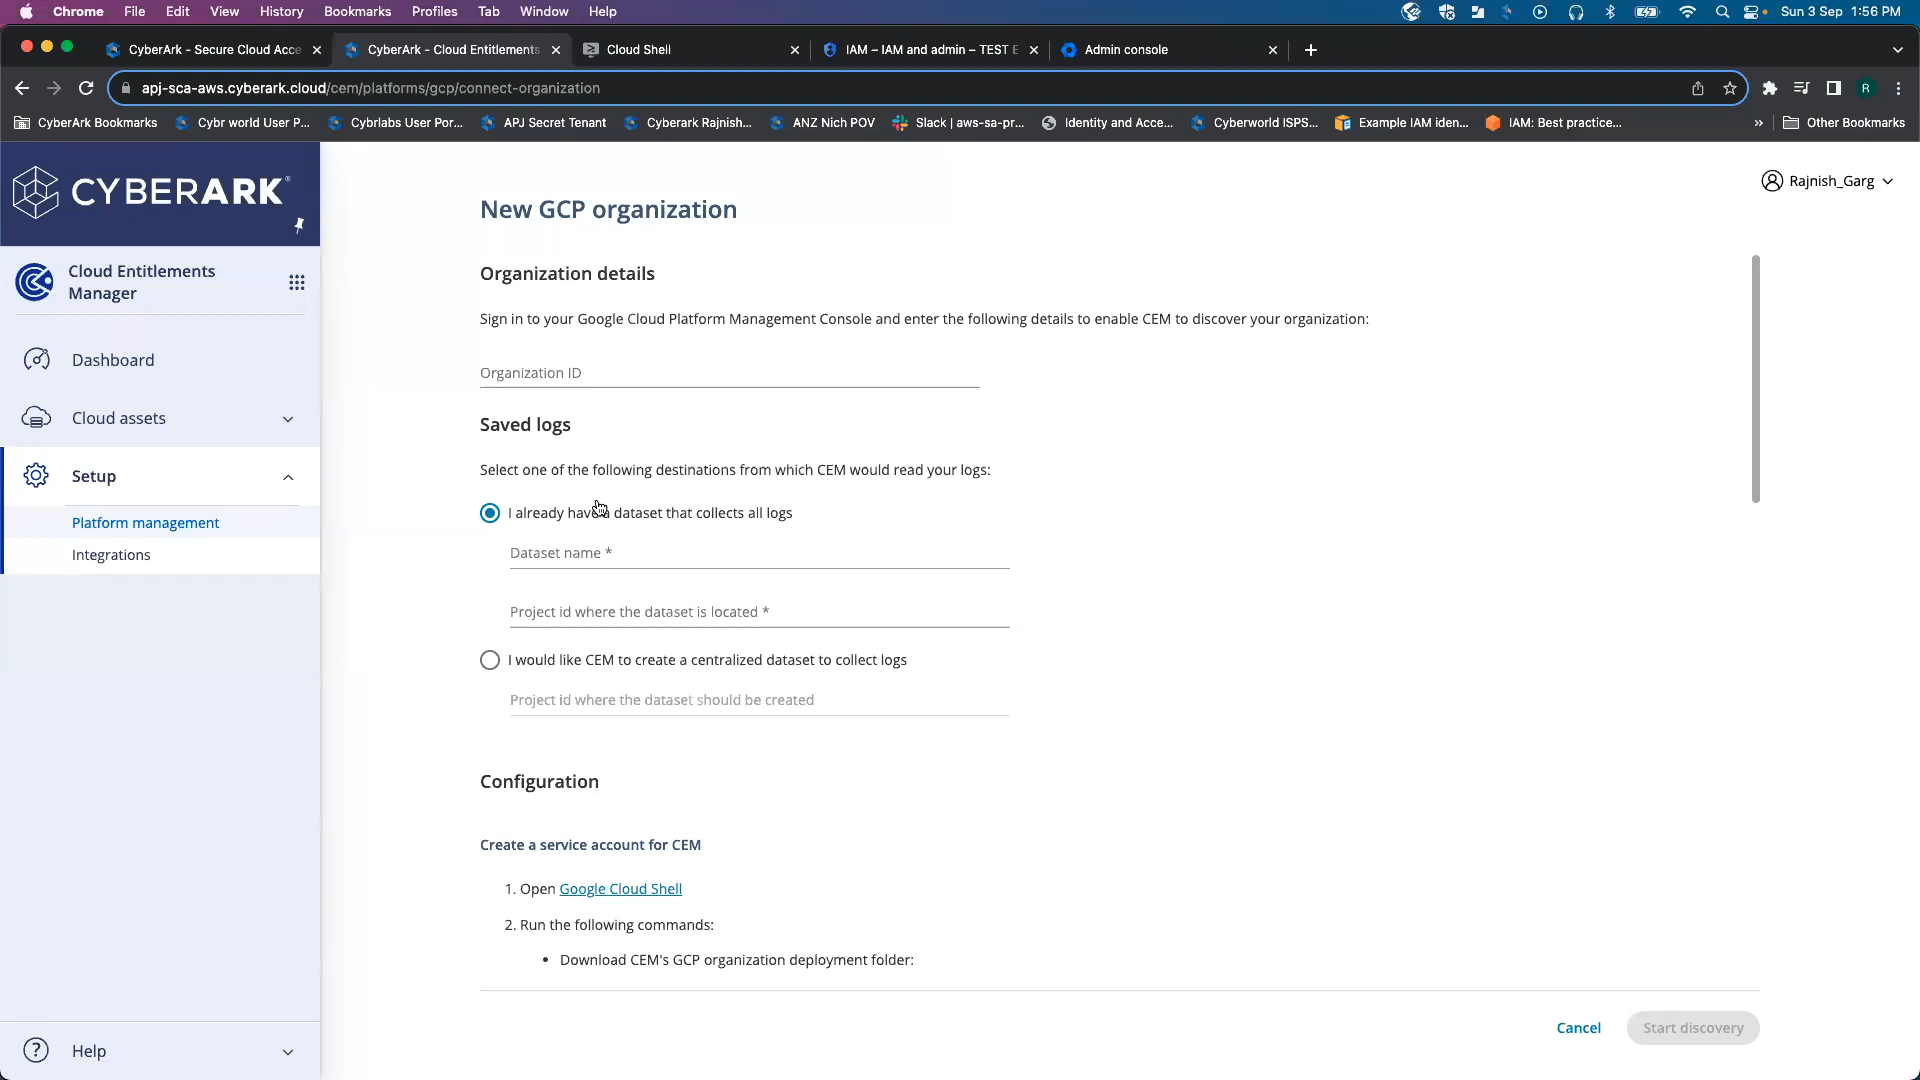 Chrome File Edit View History Bookmarks Profiles Tab Window Help Sun 3 Sep 1:56 PM
CyberArk - Secure Cloud Acce CyberArk - Cloud Entitlements Cloud Shell IAM – IAM and admin – TEST E Admin console
apj-sca-aws.cyberark.cloud/cem/platforms/gcp/connect-organization R
CyberArk Bookmarks Cybr world User P... Cybrlabs User Por... APJ Secret Tenant Cyberark Rajnish... ANZ Nich POV Slack | aws-sa-pr... Identity and Acce... Cyberworld ISPS... Example IAM iden... IAM: Best practice... » Other Bookmarks
CYBERARK®
Rajnish_Garg
Cloud Entitlements
Manager
Dashboard
Cloud assets
Setup
Platform management
Integrations
Help
New GCP organization
Organization details
Sign in to your Google Cloud Platform Management Console and enter the following details to enable CEM to discover your organization:
Organization ID
Saved logs
Select one of the following destinations from which CEM would read your logs:
I already have a dataset that collects all logs
Dataset name *
Project id where the dataset is located *
I would like CEM to create a centralized dataset to collect logs
Project id where the dataset should be created
Configuration
Create a service account for CEM
1. Open Google Cloud Shell
2. Run the following commands:
• Download CEM's GCP organization deployment folder:
Cancel Start discovery